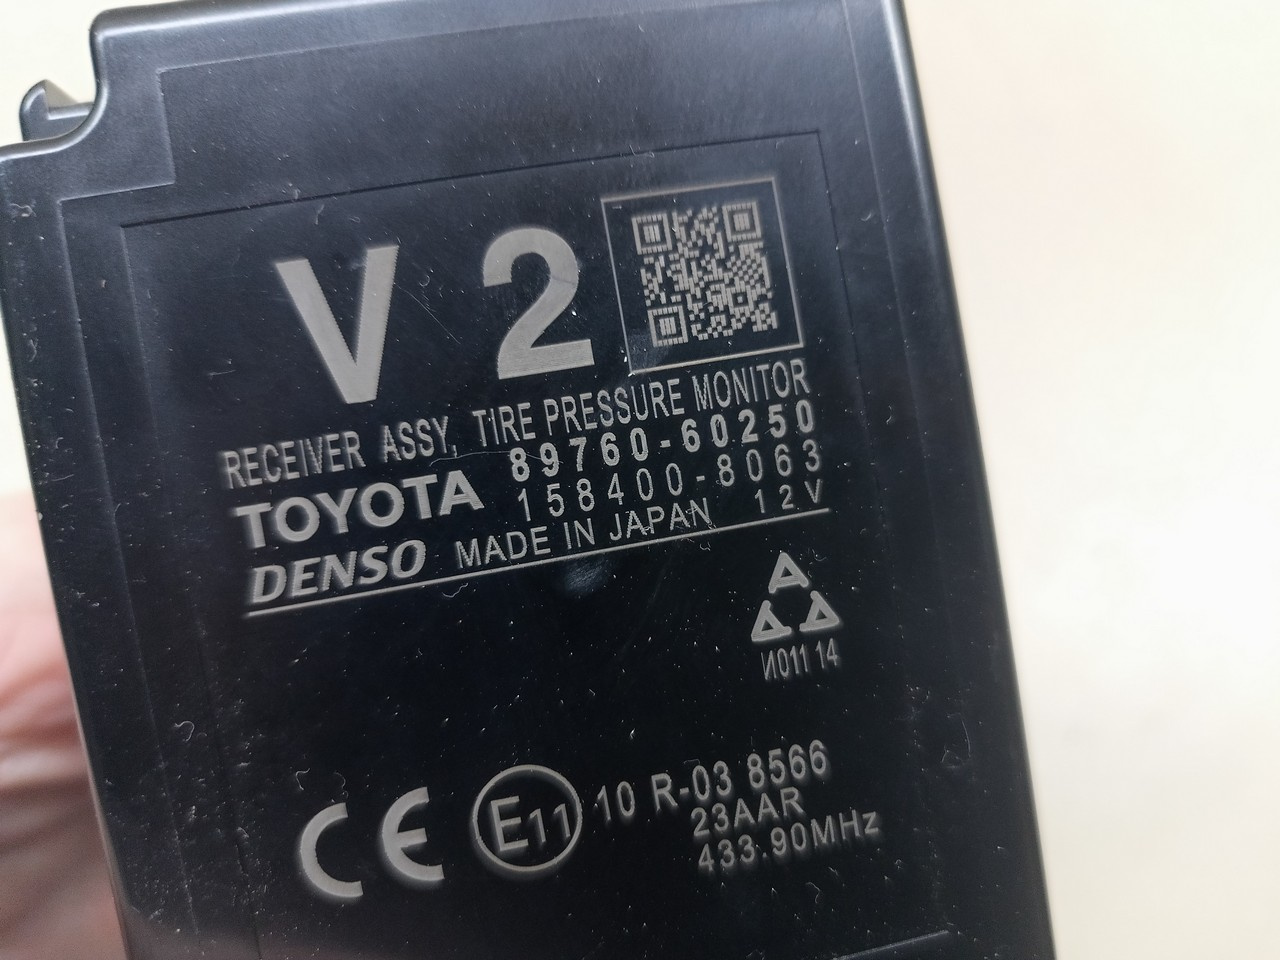 V 2
RECEIVER ASSY, TIRE PRESSURE MONITOR
TOYOTA 89760-60250
158400-8063
DENSO MADE IN JAPAN 12V
N011 14
CE E11 10 R-03 8566
23AAR
433.90MHz